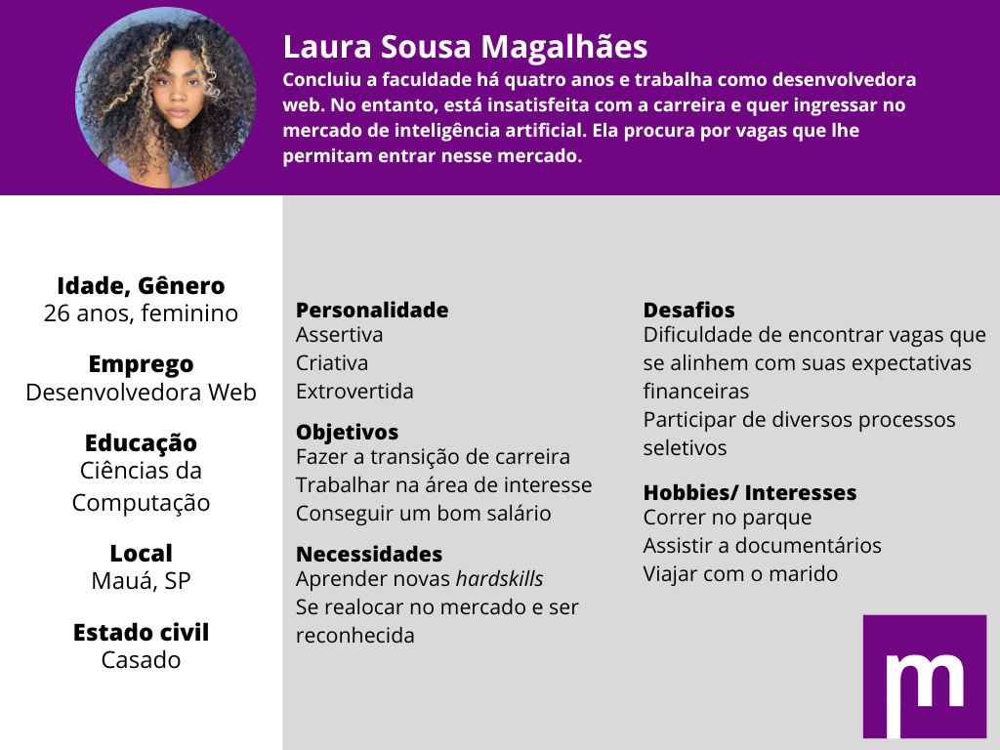 Laura Sousa Magalhães
Concluiu a faculdade há quatro anos e trabalha como desenvolvedora
web. No entanto, está insatisfeita com a carreira e quer ingressar no
mercado de inteligência artificial. Ela procura por vagas que lhe
permitam entrar nesse mercado.
Idade, Gênero
26 anos, feminino
Emprego
Desenvolvedora Web
Educação
Ciências da
Computação
Local
Mauá, SP
Estado civil
Casado
Personalidade
Assertiva
Criativa
Extrovertida
Objetivos
Fazer a transição de carreira
Trabalhar na área de interesse
Conseguir um bom salário
Necessidades
Aprender novas hardskills
Se realocar no mercado e ser
reconhecida
Desafios
Dificuldade de encontrar vagas que
se alinhem com suas expectativas
financeiras
Participar de diversos processos
seletivos
Hobbies/ Interesses
Correr no parque
Assistir a documentários
Viajar com o marido
m